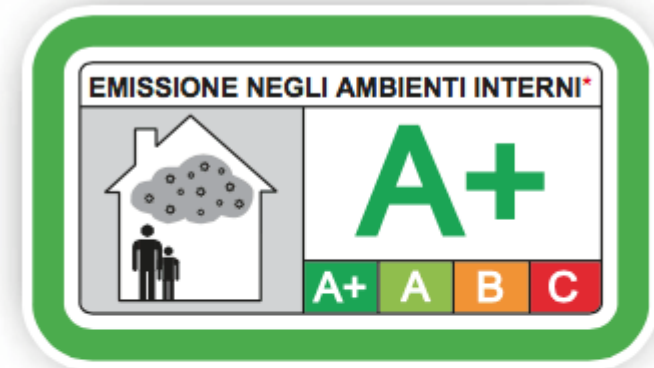 EMISSIONE NEGLI AMBIENTI INTERNI*
A+
A+ A B C